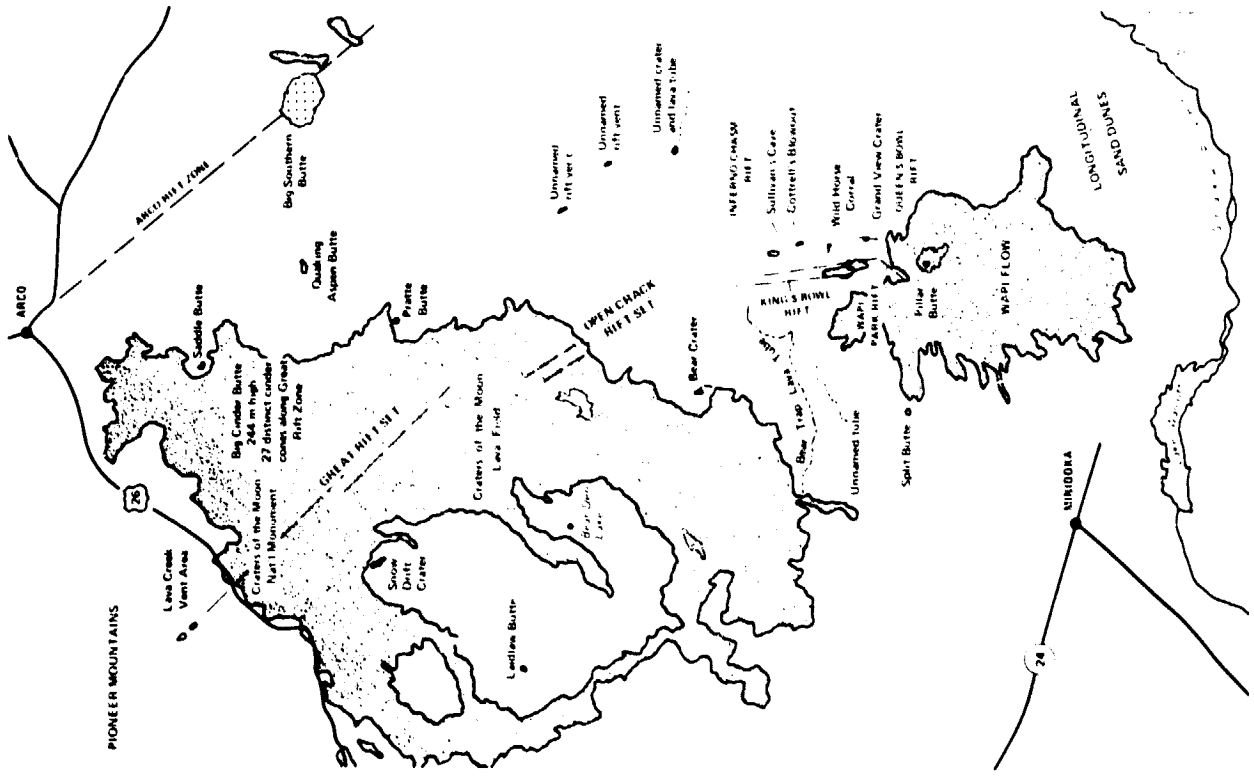 PIONEER MOUNTAINS
Lava Creek
Vent Area
26
ARCO
ARCO RIFT ZONE
Craters of the Moon
Nat'l Monument
Big Cinder Butte
244 m high
27 distinct cinder
cones along Great
Rift Zone
Saddle Butte
Big Southern
Butte
Quaking
Aspen Butte
GREAT RIFT SET
Pratte
Butte
Snow
Drift
Crater
Laidlaw Butte
Craters of the Moon
Lava Field
Lake
OPEN CRACK
RIFT SET
Unnamed
rift vent
Unnamed
rift vent
Unnamed crater
and lava tube
Bear Crater
INFERNO CHASM
RIFT
Sullivan's Cave
Cottrell's Blowout
Wild Horse
Corral
Grand View Crater
QUEEN'S BOWL
RIFT
KING'S BOWL
RIFT
Bear Trap Lava Tube
Unnamed tube
WAPI
PARK RIFT
Split Butte
Pillar
Butte
WAPI FLOW
LONGITUDINAL
SAND DUNES
MINIDOKA
24